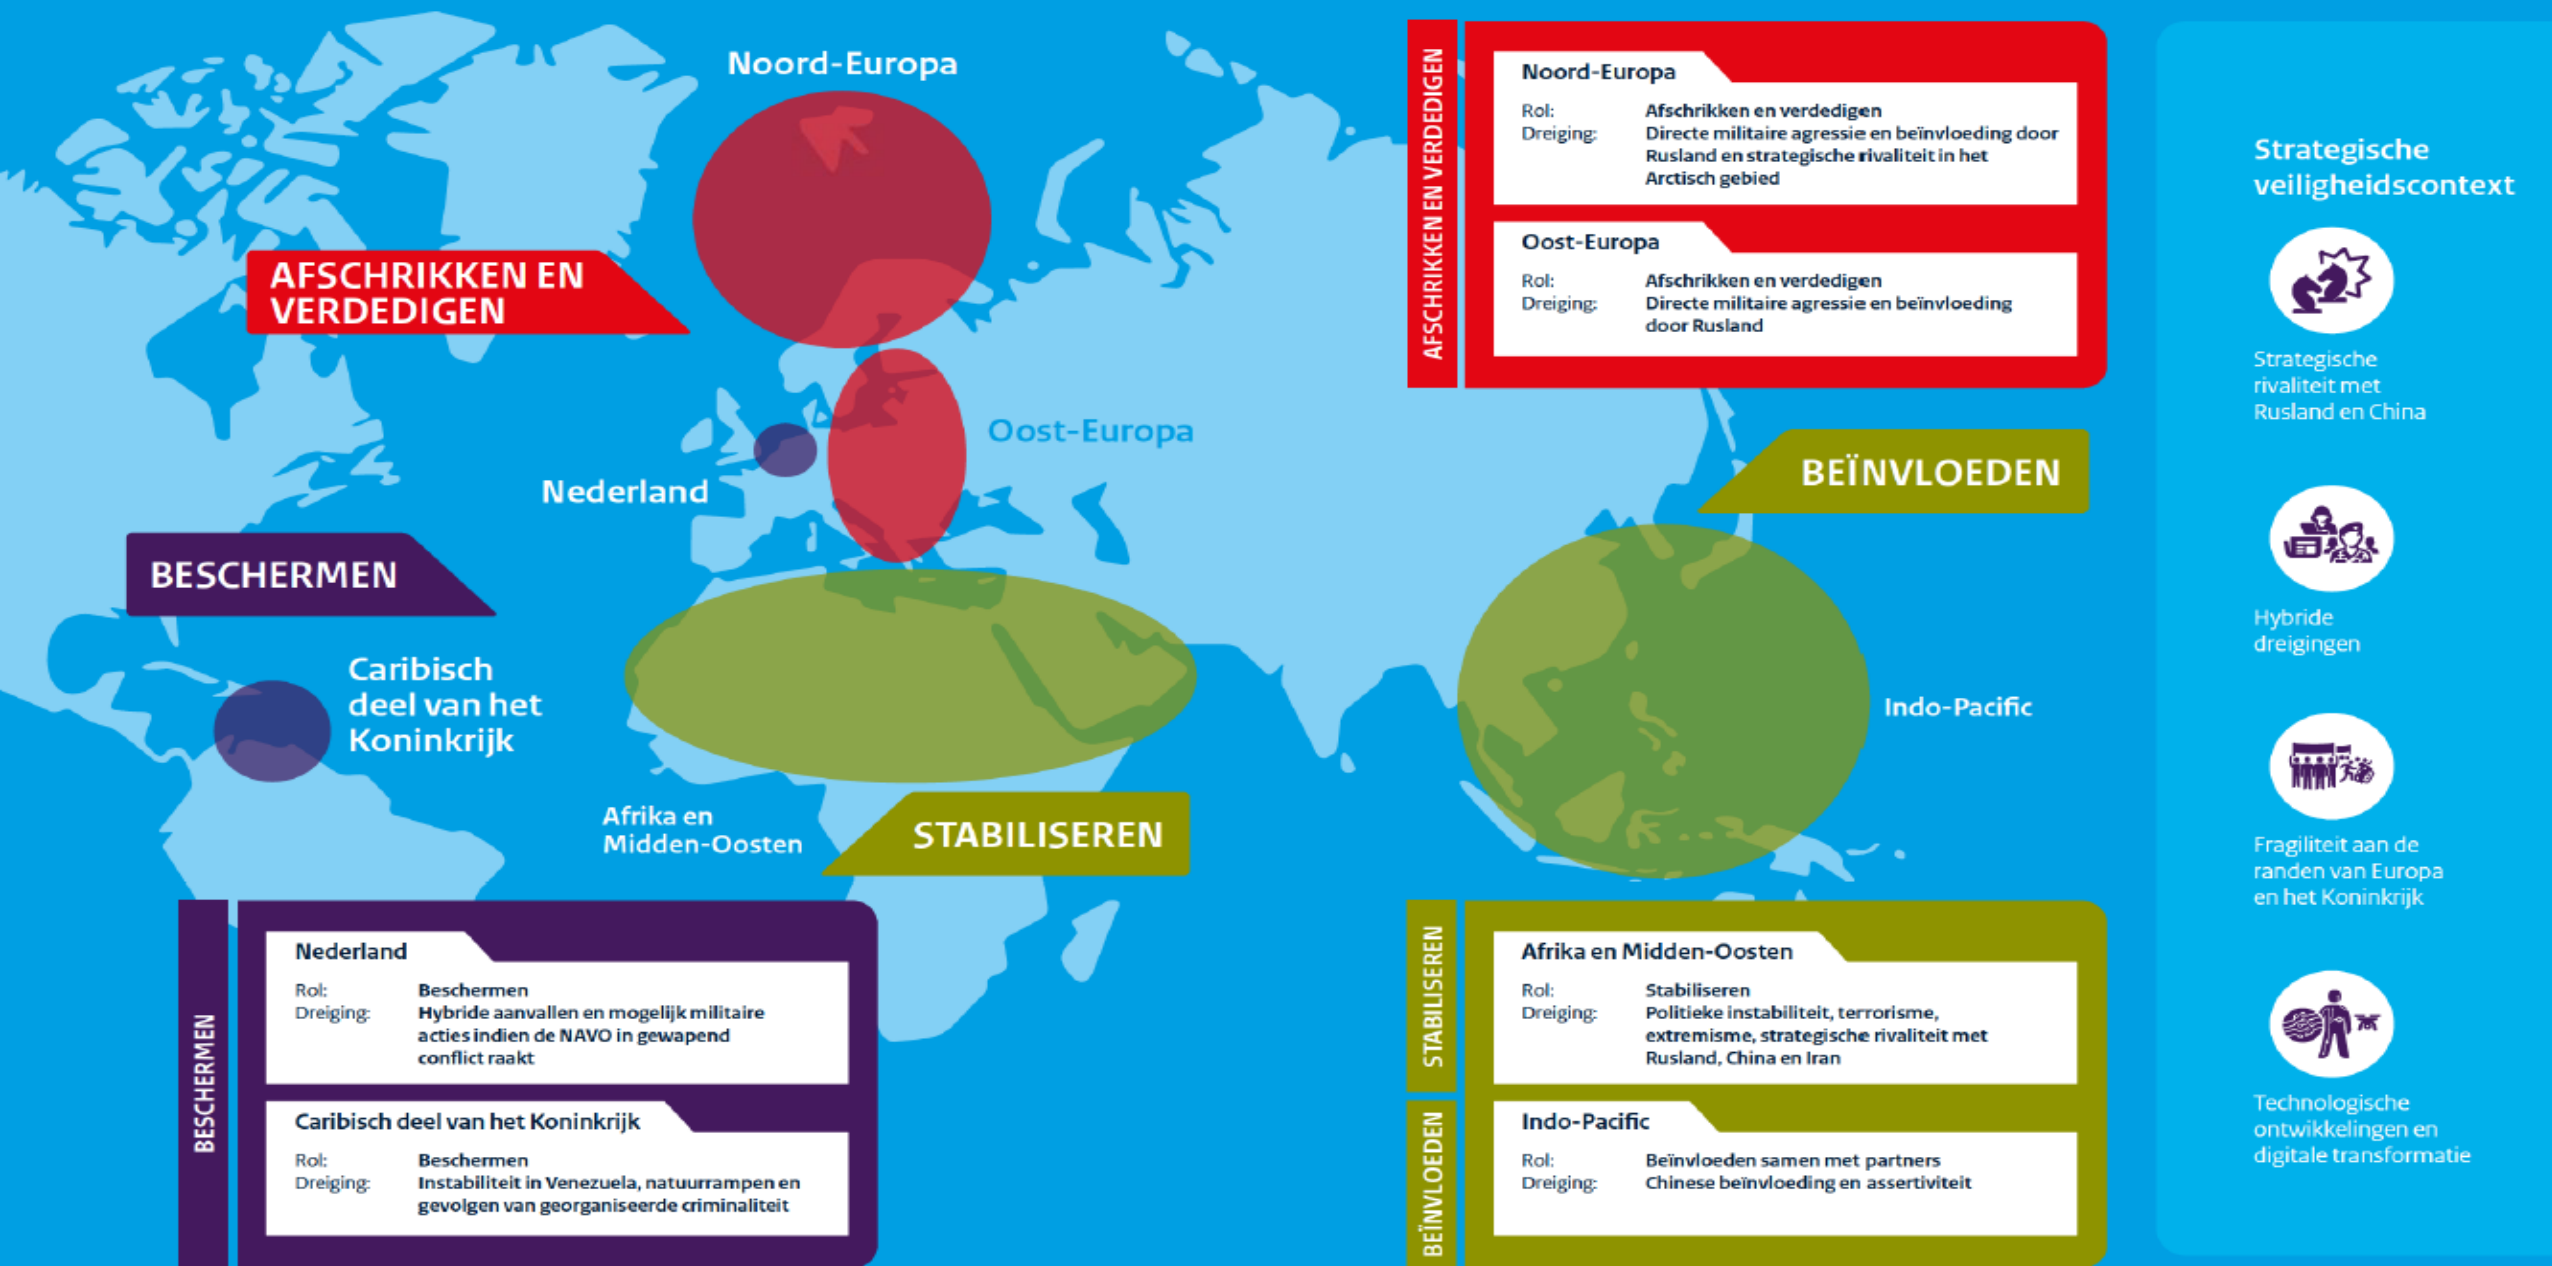 Noord-Europa
AFSCHRIKKEN EN
VERDEDIGEN
Oost-Europa
Nederland
BESCHERMEN
Caribisch
deel van het
Koninkrijk
Afrika en
Midden-Oosten
STABILISEREN
BEÏNVLOEDEN
Indo-Pacific
AFSCHRIKKEN EN VERDEDIGEN
Noord-Europa
Rol: Afschrikken en verdedigen
Dreiging: Directe militaire agressie en beïnvloeding door
Rusland en strategische rivaliteit in het
Arctisch gebied
Oost-Europa
Rol: Afschrikken en verdedigen
Dreiging: Directe militaire agressie en beïnvloeding
door Rusland
BESCHERMEN
Nederland
Rol: Beschermen
Dreiging: Hybride aanvallen en mogelijk militaire
acties indien de NAVO in gewapend
conflict raakt
Caribisch deel van het Koninkrijk
Rol: Beschermen
Dreiging: Instabiliteit in Venezuela, natuurrampen en
gevolgen van georganiseerde criminaliteit
STABILISEREN
Afrika en Midden-Oosten
Rol: Stabiliseren
Dreiging: Politieke instabiliteit, terrorisme,
extremisme, strategische rivaliteit met
Rusland, China en Iran
BEÏNVLOEDEN
Indo-Pacific
Rol: Beïnvloeden samen met partners
Dreiging: Chinese beïnvloeding en assertiviteit
Strategische
veiligheidscontext
Strategische
rivaliteit met
Rusland en China
Hybride
dreigingen
Fragiliteit aan de
randen van Europa
en het Koninkrijk
Technologische
ontwikkelingen en
digitale transformatie